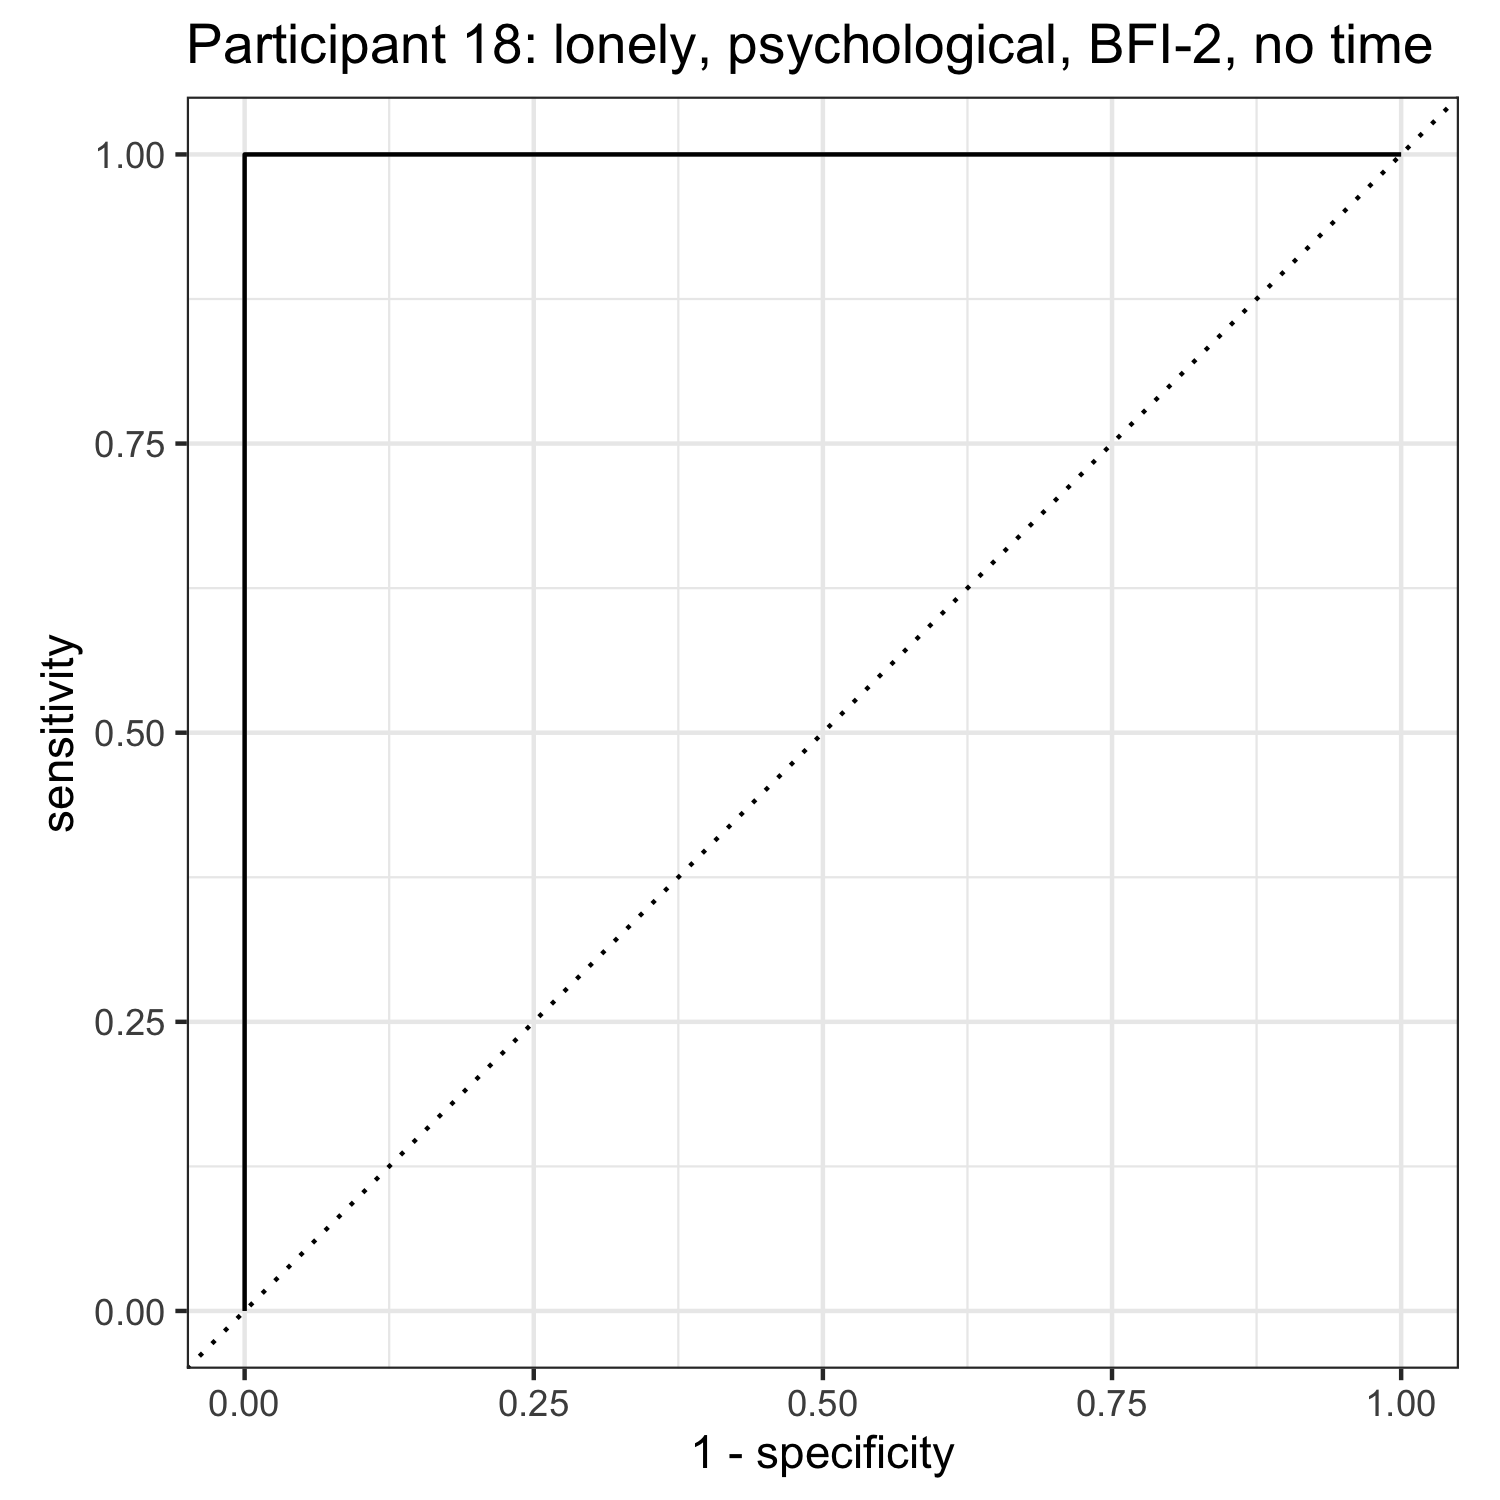 Participant 18: lonely, psychological, BFI-2, no time
1.00
0.75
0.50
0.25
0.00
sensitivity
0.00 0.25 0.50 0.75 1.00
1 - specificity